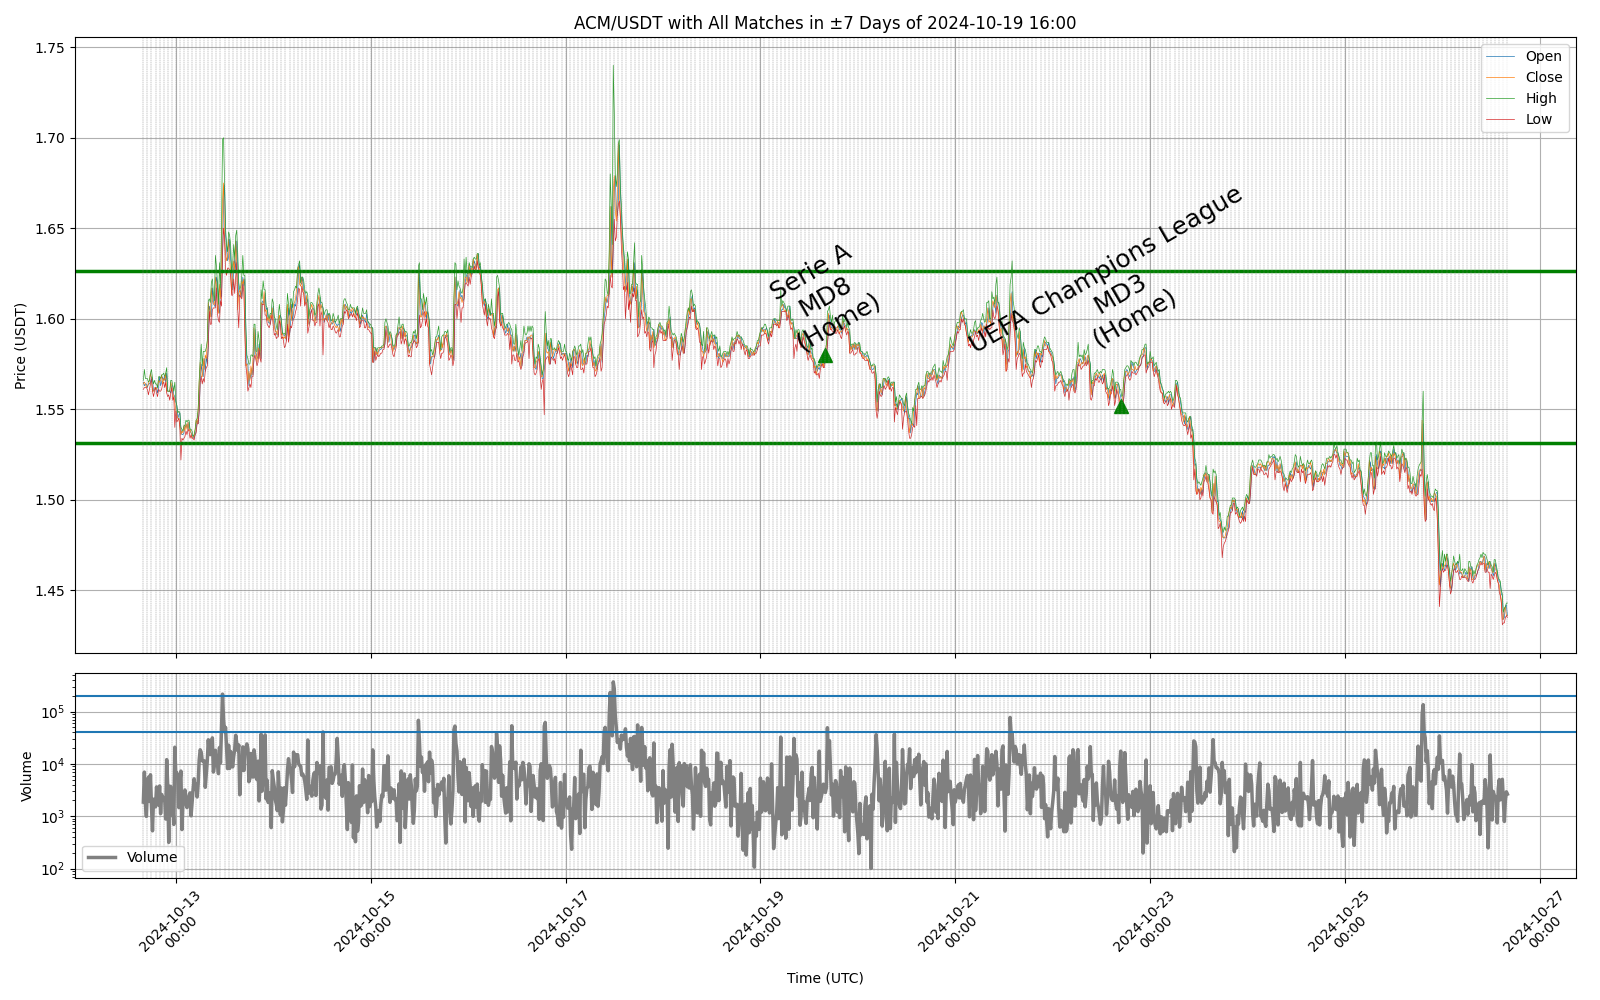 ACM/USDT with All Matches in ±7 Days of 2024-10-19 16:00
Price (USDT)
1.75
1.70
1.65
1.60
1.55
1.50
1.45
Open
Close
High
Low
Serie A
MD8
(Home)
UEFA Champions League
MD3
(Home)
Volume
10^5
10^4
10^3
10^2
Volume
2024-10-13
00:00
2024-10-15
00:00
2024-10-17
00:00
2024-10-19
00:00
2024-10-21
00:00
2024-10-23
00:00
2024-10-25
00:00
2024-10-27
00:00
Time (UTC)